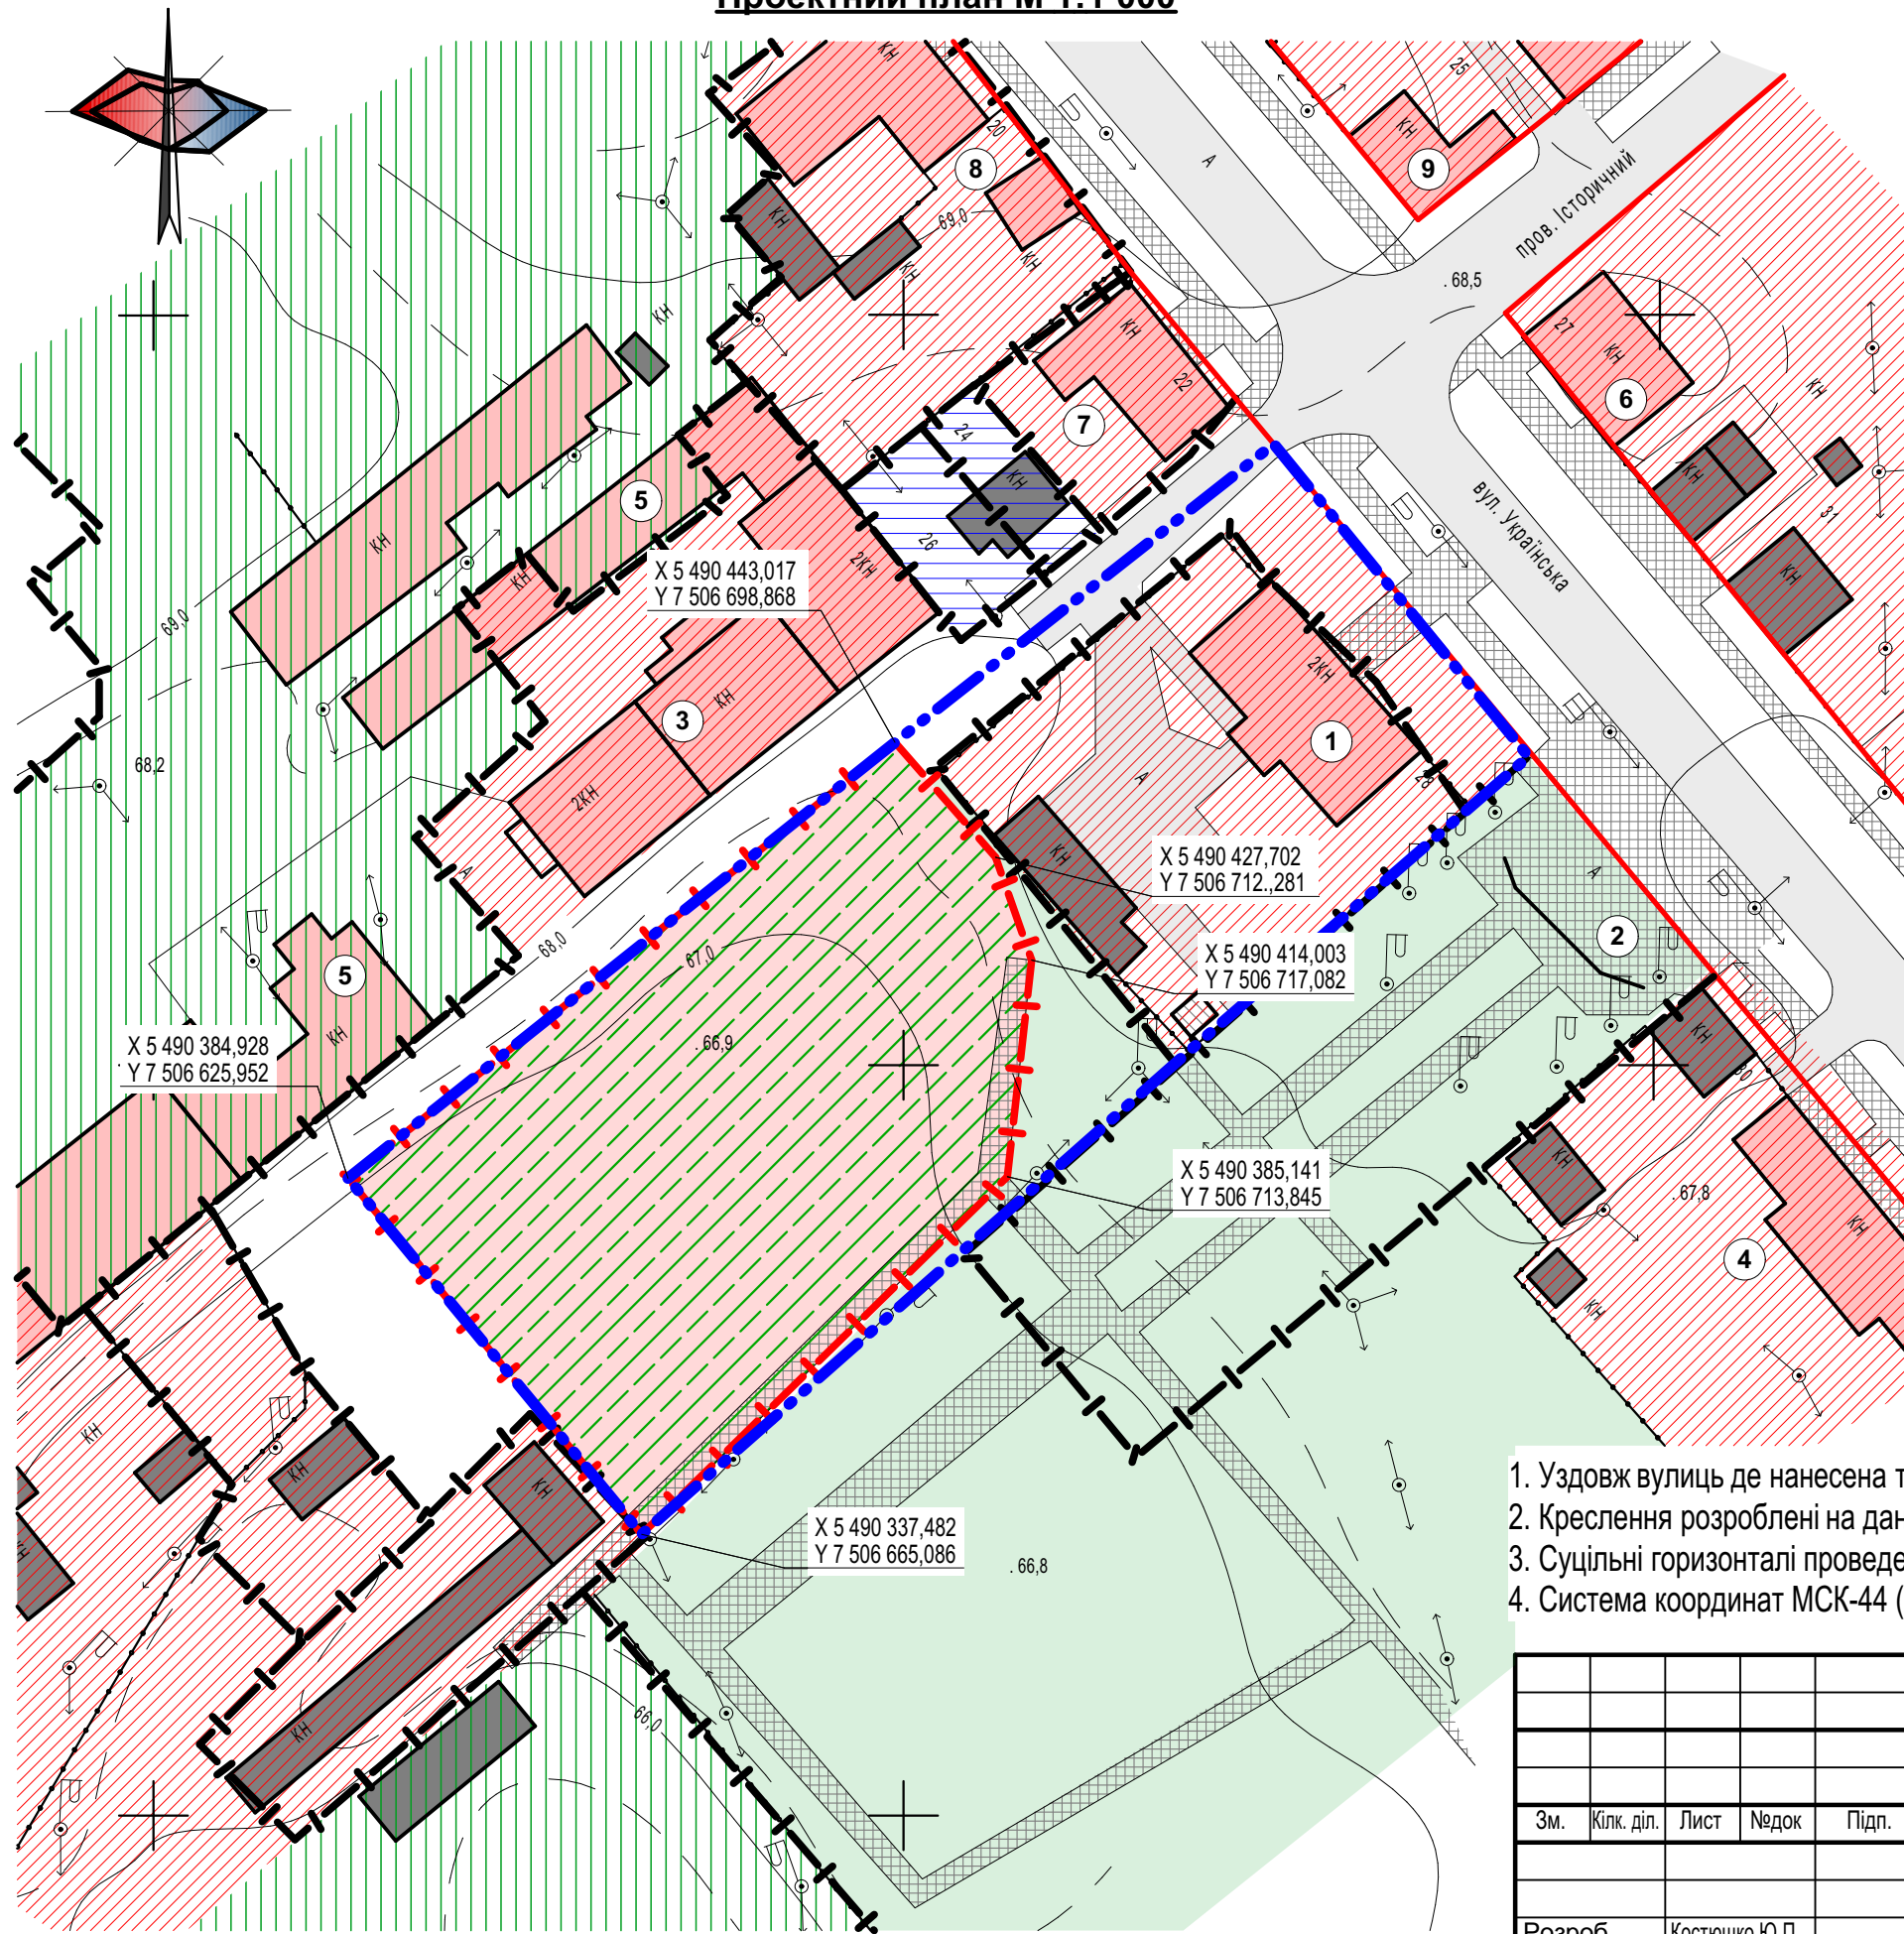 Проектний план М 1:1 000
КН
25
20
КН
8
9
А
пров. Історичний
КН
69,0
КН
КН
. 68,5
КН
КН
22
27
КН
6
КН
24
7
КН
КН
5
КН
31
26
вул. Українська
2КН
КН
КН
X 5 490 443,017
Y 7 506 698,868
69,0
2КН
КН
3
1
68,2
2КН
А
28
А
КН
X 5 490 427,702
Y 7 506 712.,281
А
68,0
67,0
2
X 5 490 414,003
Y 7 506 717,082
5
КН
X 5 490 384,928
Y 7 506 625,952
. 66,9
КН
30
X 5 490 385,141
Y 7 506 713,845
КН
. 67,8
КН
4
КН
КН
КН
КН
КН
X 5 490 337,482
Y 7 506 665,086
. 66,8
66,0
КН
1. Уздовж вулиць де нанесена
2. Креслення розроблені на
3. Суцільні горизонталі
4. Система координат МСК-44 (
Зм. Кілк. діл. Лист №док Підп.
Розроб. Костюшко Ю.П.